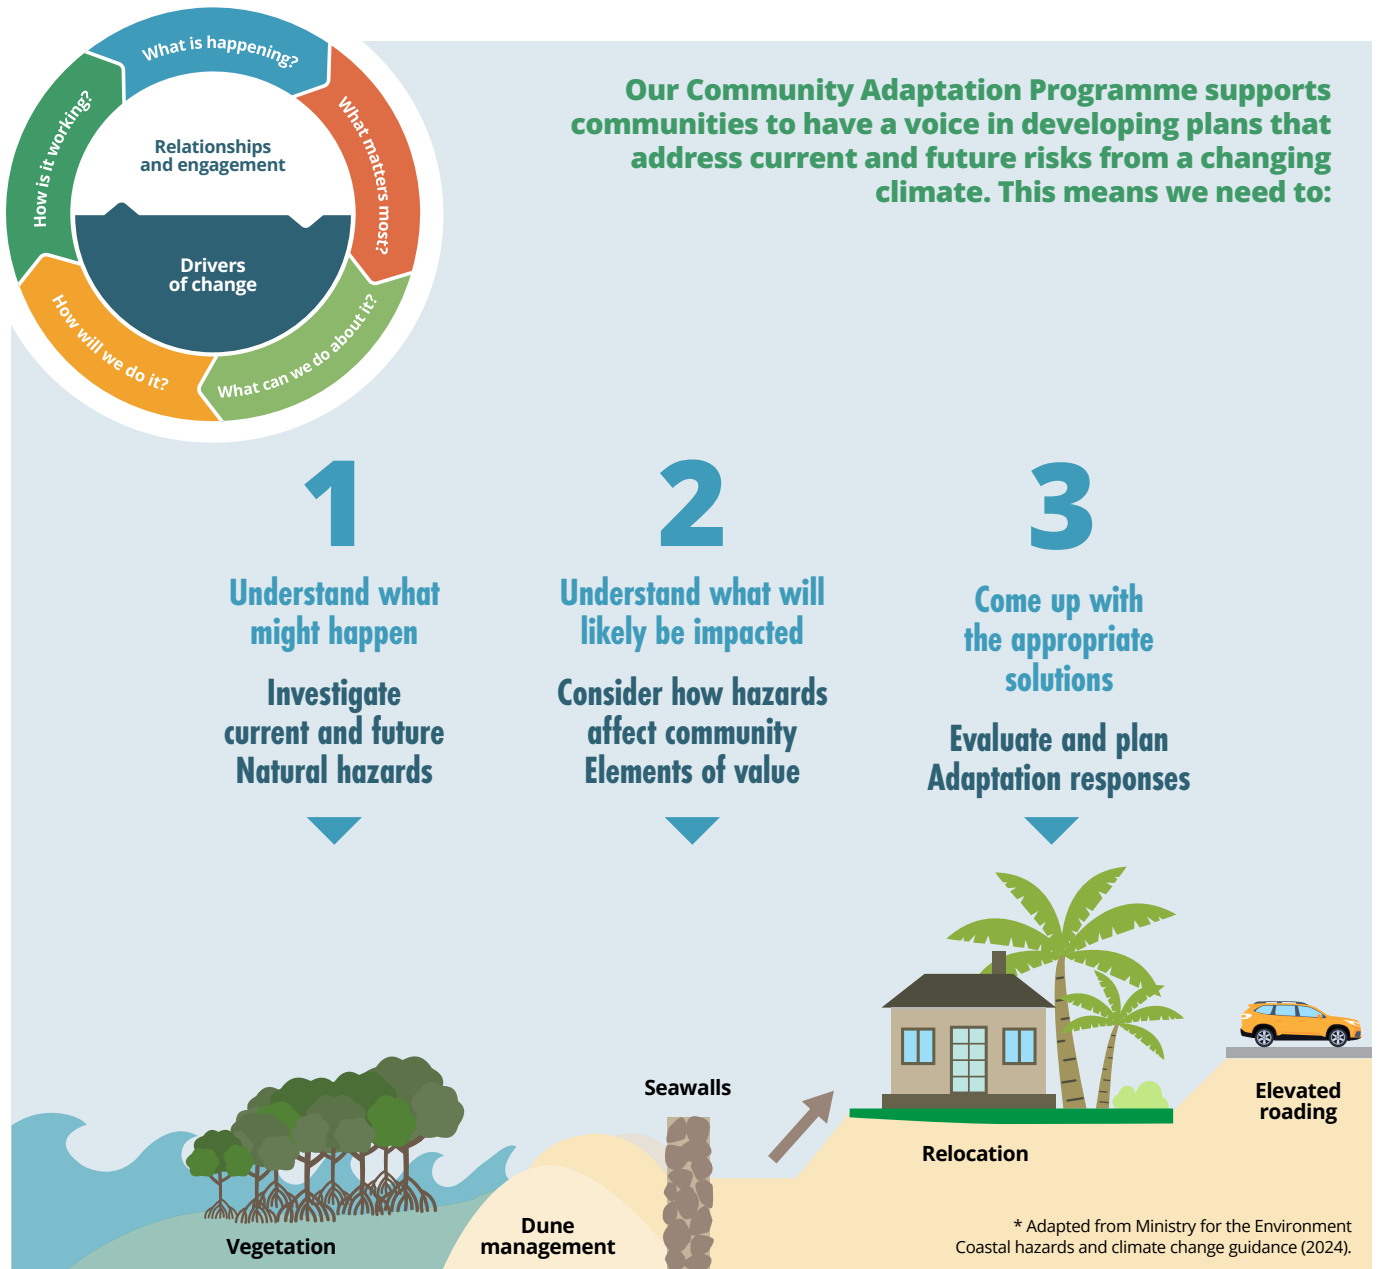 What is happening?
What matters most?
What can we do about it?
How will we do it?
How is it working?
Relationships
and engagement
Drivers
of change
Our Community Adaptation Programme supports
communities to have a voice in developing plans that
address current and future risks from a changing
climate. This means we need to:
1
Understand what
might happen
Investigate
current and future
Natural hazards
2
Understand what will
likely be impacted
Consider how hazards
affect community
Elements of value
3
Come up with
the appropriate
solutions
Evaluate and plan
Adaptation responses
Vegetation
Dune
management
Seawalls
Relocation
Elevated
roading
* Adapted from Ministry for the Environment
Coastal hazards and climate change guidance (2024).